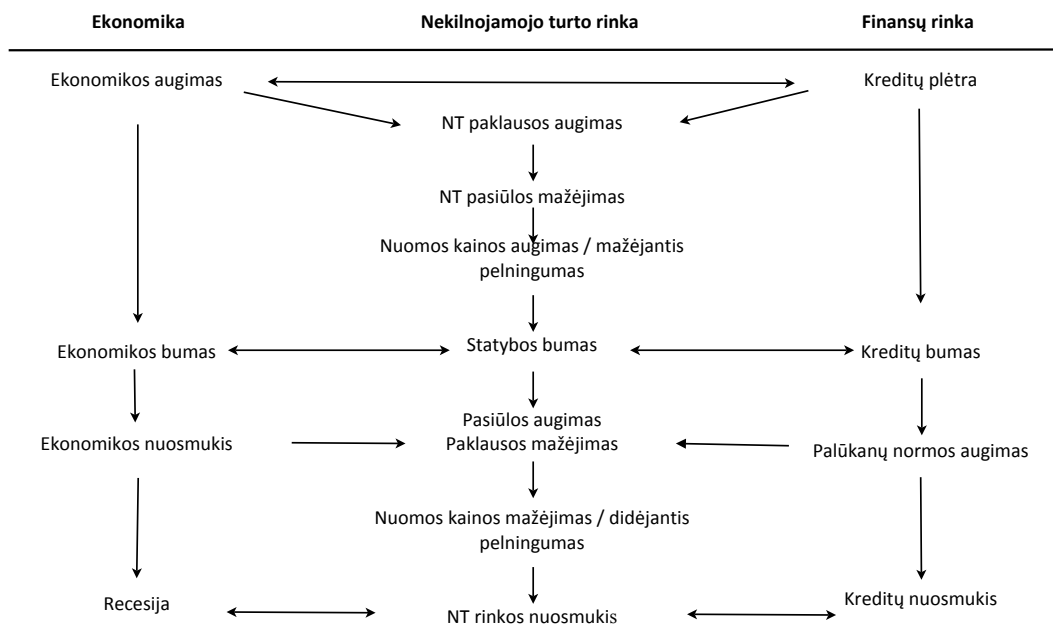 Ekonomika Nekilnojamojo turto rinka Finansų rinka
Ekonomikos augimas Kreditų plėtra
NT paklausos augimas
NT pasiūlos mažėjimas
Nuomos kainos augimas / mažėjantis
pelningumas
Ekonomikos bumas Statybos bumas Kreditų bumas
Pasiūlos augimas
Ekonomikos nuosmukis Paklausos mažėjimas Palūkanų normos augimas
Nuomos kainos mažėjimas / didėjantis
pelningumas
Recesija NT rinkos nuosmukis Kreditų nuosmukis